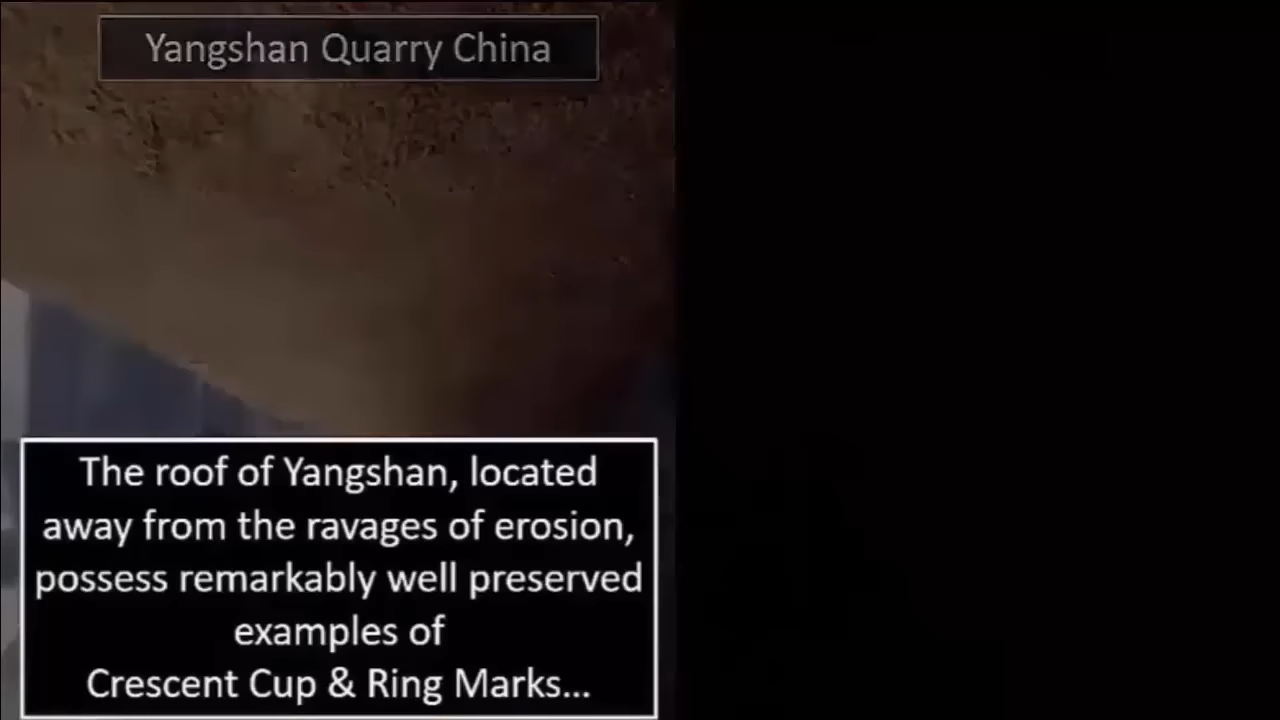 Yangshan Quarry China
The roof of Yangshan, located
away from the ravages of erosion,
possess remarkably well preserved
examples of
Crescent Cup & Ring Marks...